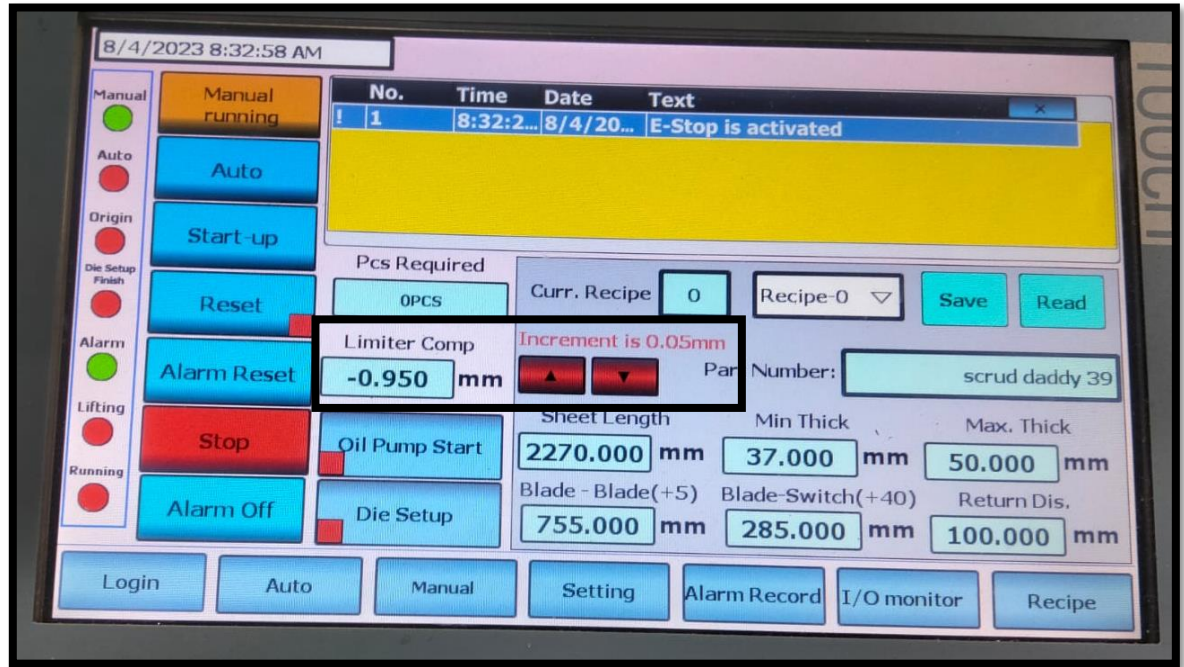 8/4/2023 8:32:58 AM
Manual
Manual running
No. Time Date Text
! 1 8:32:2... 8/4/20... E-Stop is activated
Auto
Auto
Origin
Start-up
Die Setup Finish
Reset
Pcs Required
0PCS
Curr. Recipe 0 Recipe-0 Save Read
Alarm
Alarm Reset
Limiter Comp
-0.950 mm
Increment is 0.05mm
Par Number: scrud daddy 39
Lifting
Stop
Oil Pump Start
Sheet Length Min Thick Max. Thick
2270.000 mm 37.000 mm 50.000 mm
Running
Alarm Off
Die Setup
Blade - Blade(+5) Blade-Switch(+40) Return Dis.
755.000 mm 285.000 mm 100.000 mm
Login Auto Manual Setting Alarm Record I/O monitor Recipe